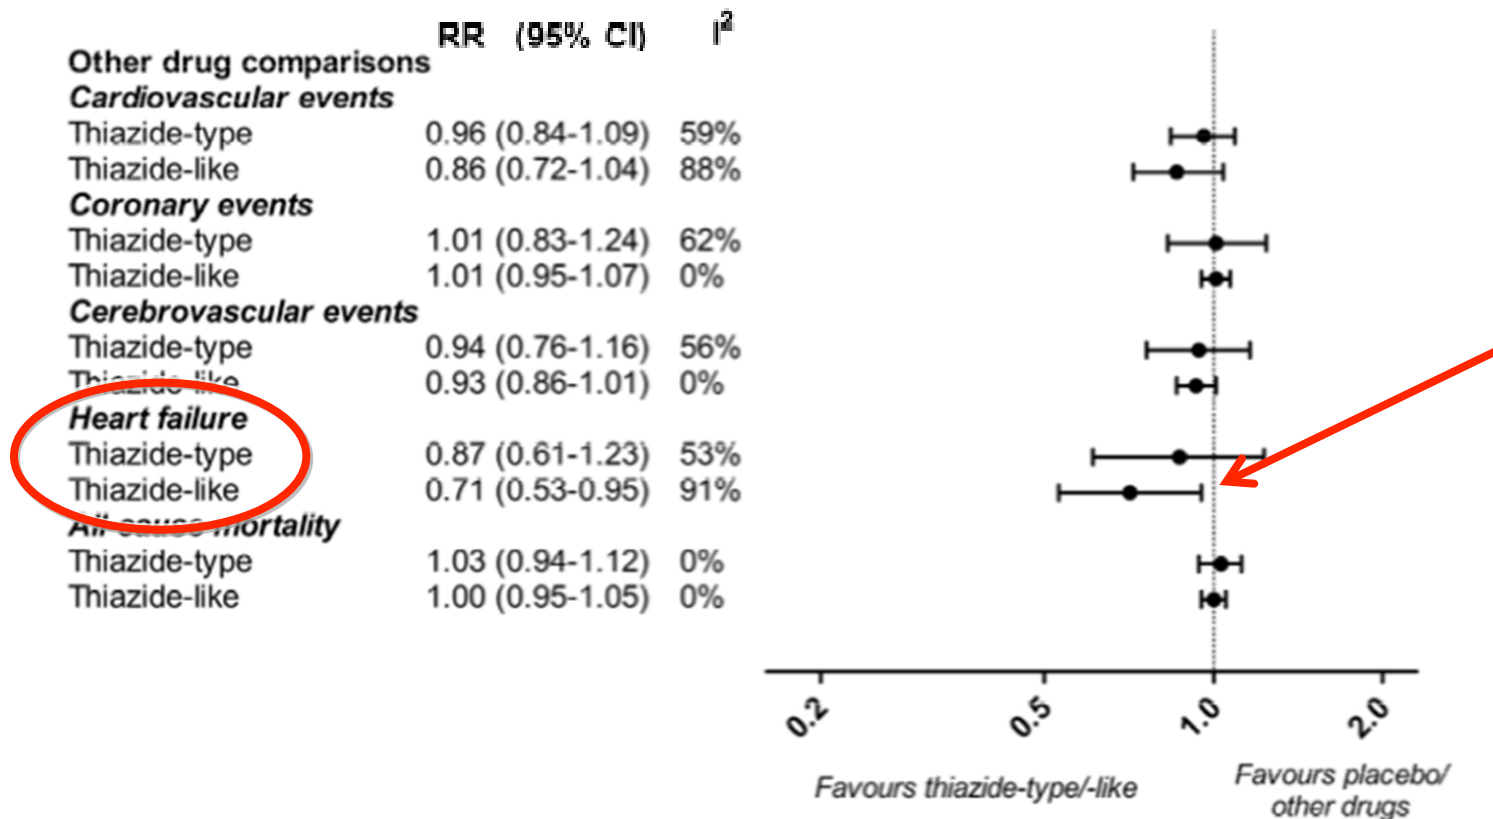 RR (95% CI) I²
Other drug comparisons
Cardiovascular events
Thiazide-type 0.96 (0.84-1.09) 59%
Thiazide-like 0.86 (0.72-1.04) 88%
Coronary events
Thiazide-type 1.01 (0.83-1.24) 62%
Thiazide-like 1.01 (0.95-1.07) 0%
Cerebrovascular events
Thiazide-type 0.94 (0.76-1.16) 56%
Thiazide-like 0.93 (0.86-1.01) 0%
Heart failure
Thiazide-type 0.87 (0.61-1.23) 53%
Thiazide-like 0.71 (0.53-0.95) 91%
All-cause mortality
Thiazide-type 1.03 (0.94-1.12) 0%
Thiazide-like 1.00 (0.95-1.05) 0%
0.2 0.5 1.0 2.0
Favours thiazide-type/-like
Favours placebo/
other drugs